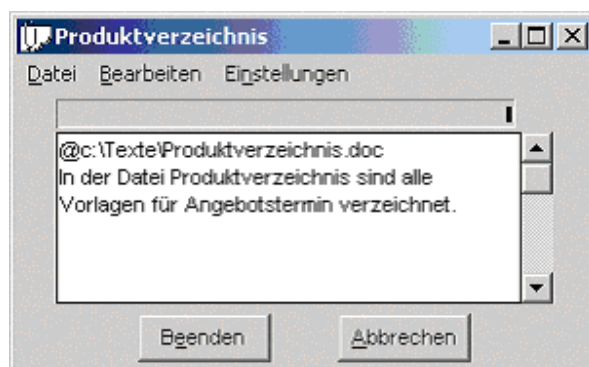 Produktverzeichnis
Datei Bearbeiten Einstellungen
@c:\Texte\Produktverzeichnis.doc
In der Datei Produktverzeichnis sind alle
Vorlagen für Angebotstermin verzeichnet.
Beenden Abbrechen